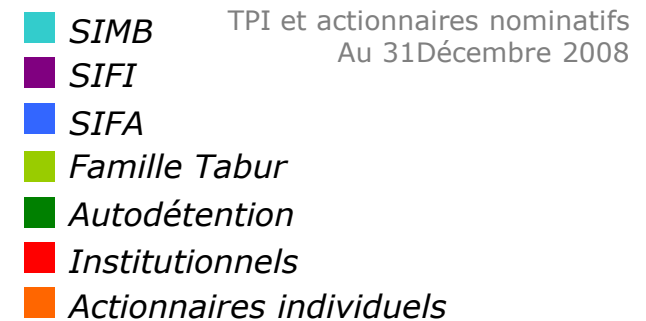 TPI et actionnaires nominatifs
Au 31Décembre 2008
SIMB
SIFI
SIFA
Famille Tabur
Autodétention
Institutionnels
Actionnaires individuels